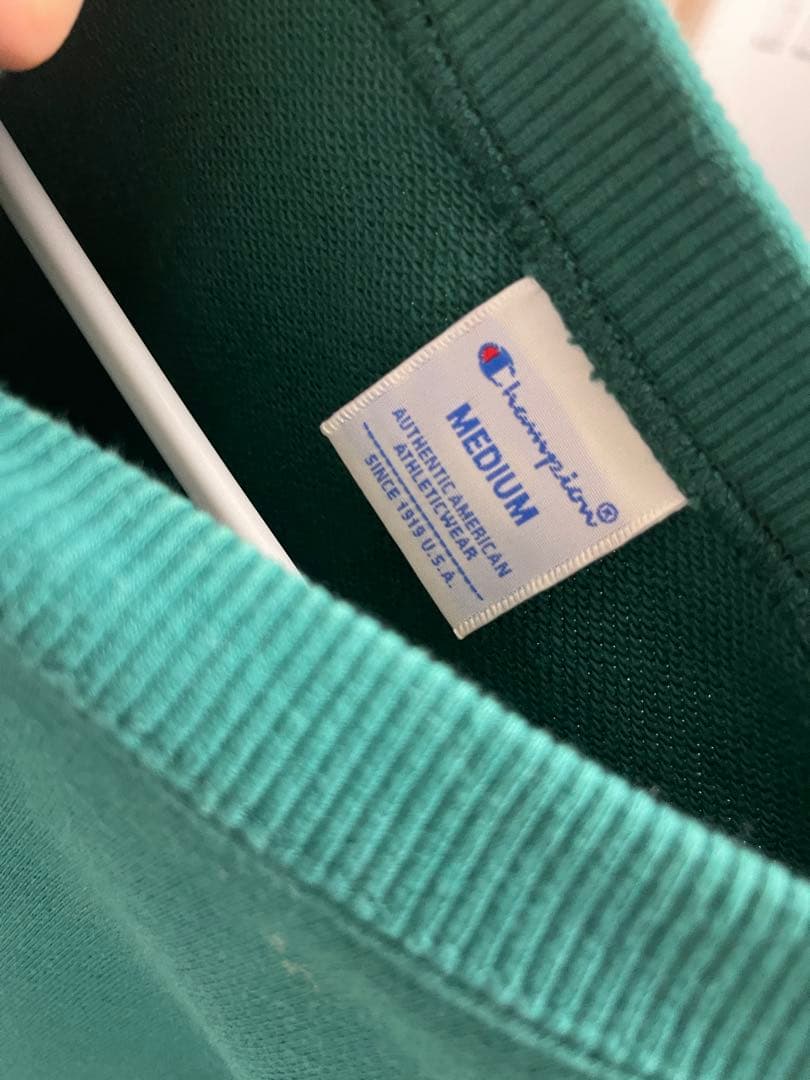 Champion®
MEDIUM
AUTHENTIC AMERICAN
ATHLETICWEAR
SINCE 1919 U.S.A.